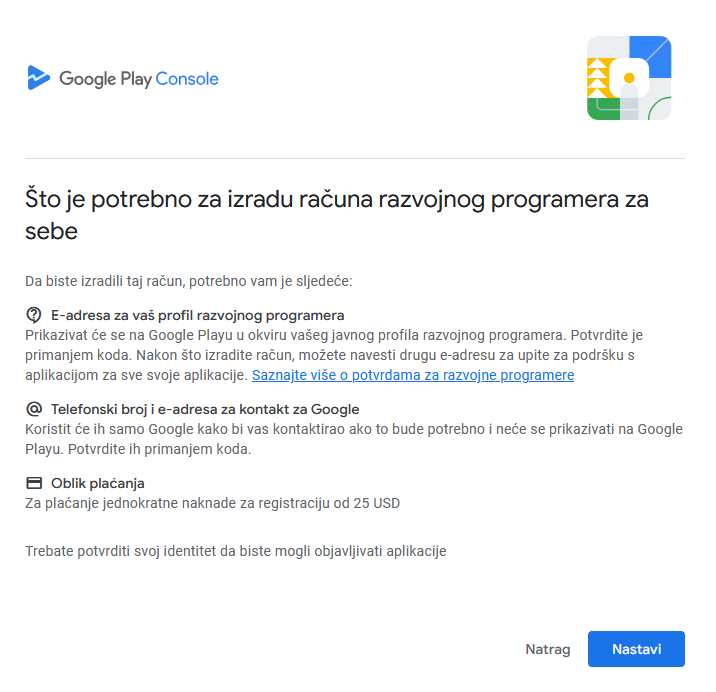 Google Play Console
Što je potrebno za izradu računa razvojnog programera za
sebe
Da biste izradili taj račun, potrebno vam je sljedeće:
E-adresa za vaš profil razvojnog programera
Prikazivat će se na Google Playu u okviru vašeg javnog profila razvojnog programera. Potvrdite je
primanjem koda. Nakon što izradite račun, možete navesti drugu e-adresu za upite za podršku s
aplikacijom za sve svoje aplikacije. Saznajte više o potvrdama za razvojne programere
Telefonski broj i e-adresa za kontakt za Google
Koristit će ih samo Google kako bi vas kontaktirao ako to bude potrebno i neće se prikazivati na Google
Playu. Potvrdite ih primanjem koda.
Oblik plaćanja
Za plaćanje jednokratne naknade za registraciju od 25 USD
Trebate potvrditi svoj identitet da biste mogli objavljivati aplikacije
Natrag Nastavi